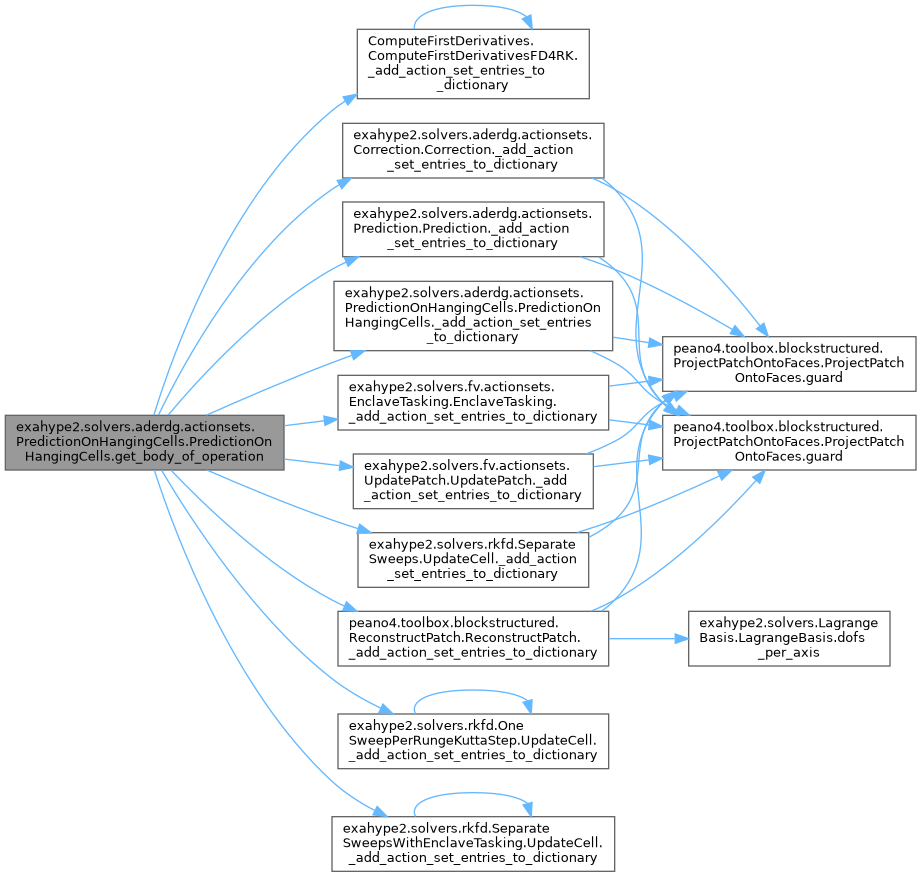 ComputeFirstDerivatives.
ComputeFirstDerivativesFD4RK.
_add_action_set_entries_to
_dictionary
exahype2.solvers.aderdg.actionsets.
Correction.Correction._add_action
_set_entries_to_dictionary
exahype2.solvers.aderdg.actionsets.
Prediction.Prediction._add_action
_set_entries_to_dictionary
exahype2.solvers.aderdg.actionsets.
PredictionOnHangingCells.PredictionOn
HangingCells._add_action_set_entries
_to_dictionary
peano4.toolbox.blockstructured.
ProjectPatchOntoFaces.ProjectPatch
OntoFaces.guard
exahype2.solvers.fv.actionsets.
EnclaveTasking.EnclaveTasking.
_add_action_set_entries_to_dictionary
exahype2.solvers.aderdg.actionsets.
PredictionOnHangingCells.PredictionOn
HangingCells.get_body_of_operation
peano4.toolbox.blockstructured.
ProjectPatchOntoFaces.ProjectPatch
OntoFaces.guard
exahype2.solvers.fv.actionsets.
UpdatePatch.UpdatePatch._add
_action_set_entries_to_dictionary
exahype2.solvers.rkfd.Separate
Sweeps.UpdateCell._add_action
_set_entries_to_dictionary
peano4.toolbox.blockstructured.
ReconstructPatch.ReconstructPatch.
_add_action_set_entries_to_dictionary
exahype2.solvers.Lagrange
Basis.LagrangeBasis.dofs
_per_axis
exahype2.solvers.rkfd.One
SweepPerRungeKuttaStep.UpdateCell.
_add_action_set_entries_to_dictionary
exahype2.solvers.rkfd.Separate
SweepsWithEnclaveTasking.UpdateCell.
_add_action_set_entries_to_dictionary